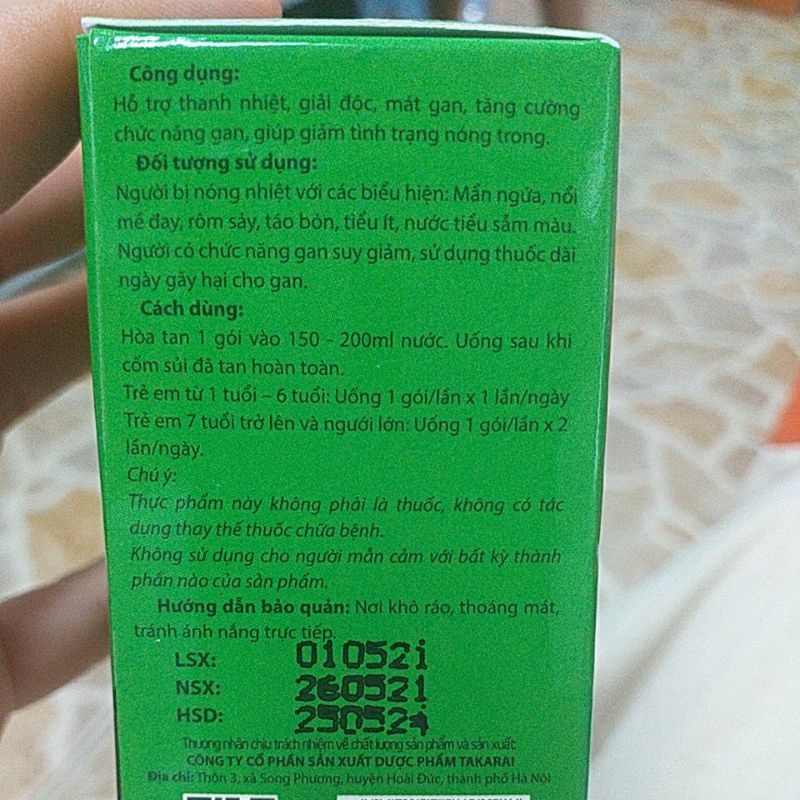 Công dụng:
Hỗ trợ thanh nhiệt, giải độc, mát gan, tăng cường
chức năng gan, giúp giảm tình trạng nóng trong.
Đối tượng sử dụng:
Người bị nóng nhiệt với các biểu hiện: Mẩn ngứa, nổi
mề đay, rôm sảy, táo bón, tiểu ít, nước tiểu sẫm màu.
Người có chức năng gan suy giảm, sử dụng thuốc dài
ngày gây hại cho gan.
Cách dùng:
Hòa tan 1 gói vào 150 - 200ml nước. Uống sau khi
cốm sủi đã tan hoàn toàn.
Trẻ em từ 1 tuổi – 6 tuổi: Uống 1 gói/lần x 1 lần/ngày
Trẻ em 7 tuổi trở lên và người lớn: Uống 1 gói/lần x 2
lần/ngày.
Chú ý:
Thực phẩm này không phải là thuốc, không có tác
dụng thay thế thuốc chữa bệnh.
Không sử dụng cho người mẫn cảm với bất kỳ thành
phần nào của sản phẩm.
Hướng dẫn bảo quản: Nơi khô ráo, thoáng mát,
tránh ánh nắng trực tiếp.
LSX: 010521
NSX: 260521
HSD: 250524
Thương nhân chịu trách nhiệm về chất lượng sản phẩm và sản xuất:
CÔNG TY CỔ PHẦN SẢN XUẤT DƯỢC PHẨM TAKARAI
Địa chỉ: Thôn 3, xã Song Phương, huyện Hoài Đức, thành phố Hà Nội